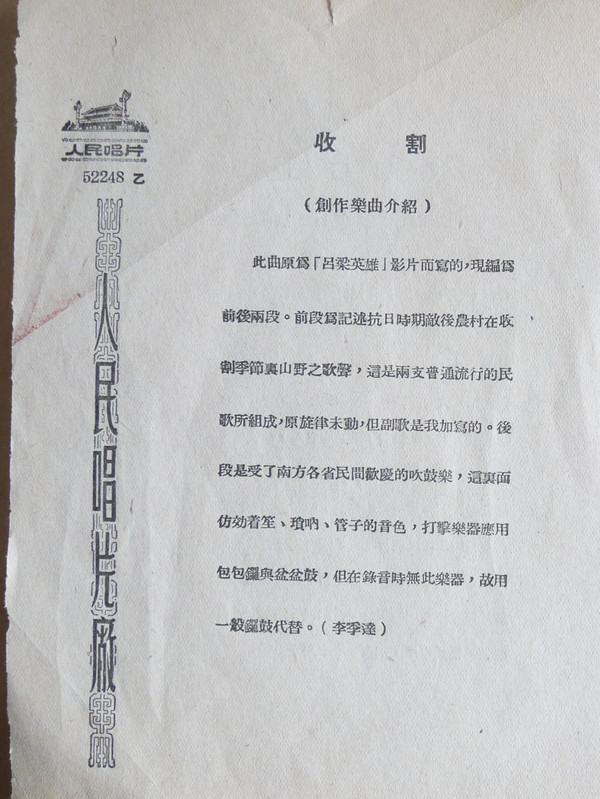 人民唱片
52248 乙
人民唱片廠
收割
（創作樂曲介紹）
此曲原爲「呂梁英雄」影片而寫的，現編爲
前後兩段。前段爲記述抗日時期敵後農村在收
割季節裏山野之歌聲，這是兩支普通流行的民
歌所組成，原旋律未動，但副歌是我加寫的。後
段是受了南方各省民間歡慶的吹鼓樂，這裏面
仿効着笙、瑣吶、管子的音色，打擊樂器應用
包包鑼與盆盆鼓，但在錄音時無此樂器，故用
一般鑼鼓代替。（李季達）